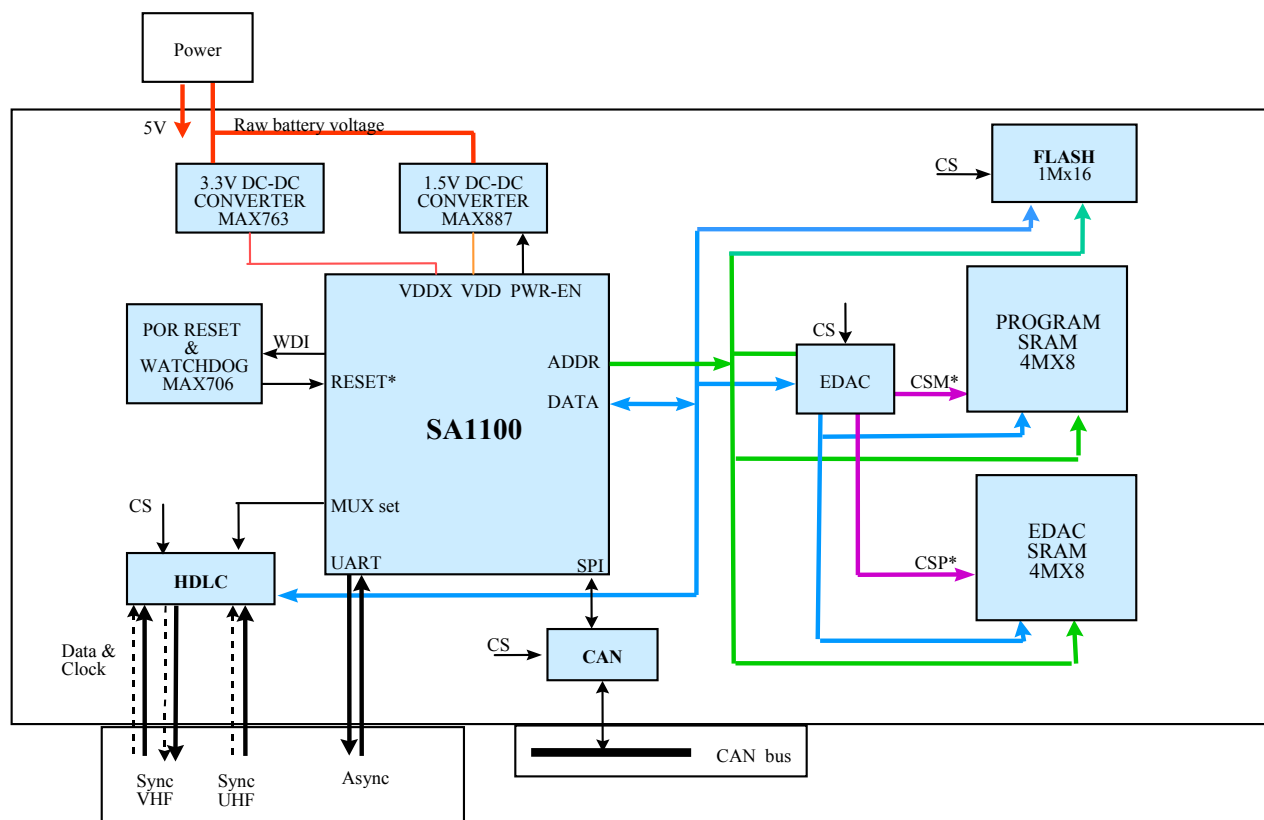 Power
5V
Raw battery voltage
3.3V DC-DC
CONVERTER
MAX763
1.5V DC-DC
CONVERTER
MAX887
CS
FLASH
1Mx16
VDDX VDD PWR-EN
POR RESET
&
WATCHDOG
MAX706
WDI
RESET*
ADDR
DATA
SA1100
CS
EDAC
CSM*
PROGRAM
SRAM
4MX8
CSP*
EDAC
SRAM
4MX8
MUX set
CS
UART
SPI
HDLC
CS
CAN
Data &
Clock
Sync
VHF
Sync
UHF
Async
CAN bus